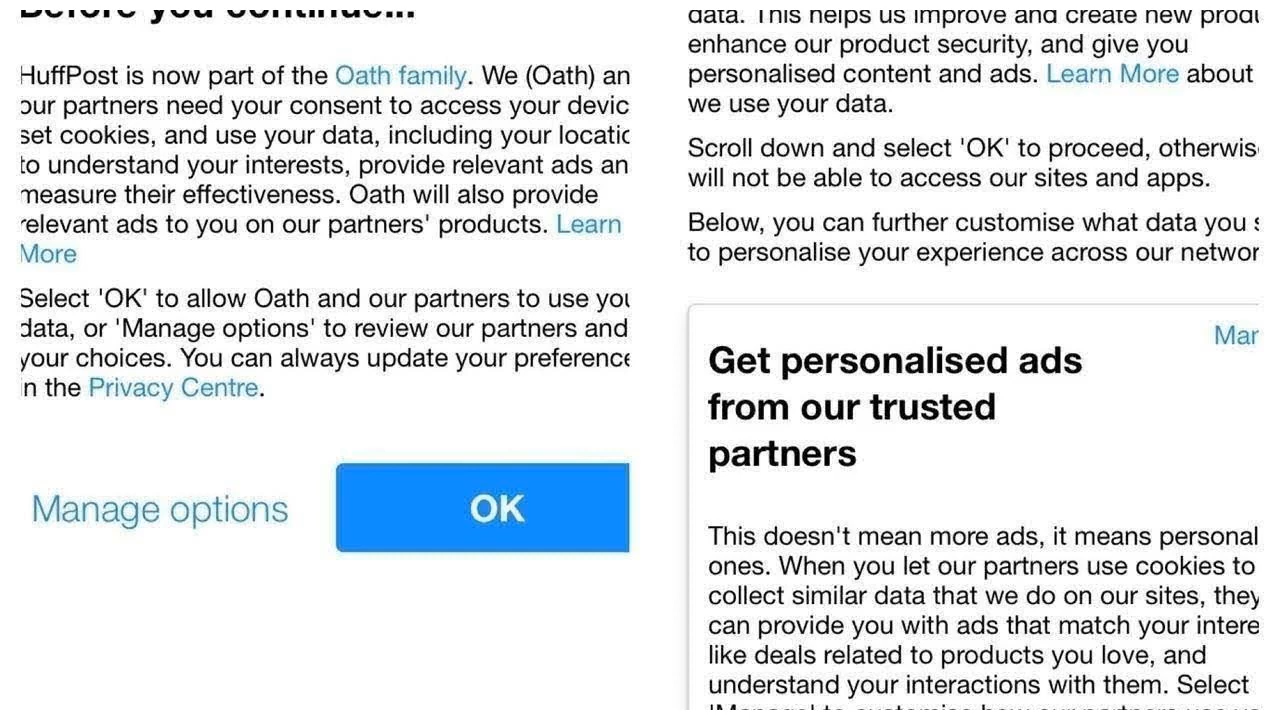 Before you continue...
HuffPost is now part of the Oath family. We (Oath) an
our partners need your consent to access your devic
set cookies, and use your data, including your locatio
to understand your interests, provide relevant ads an
measure their effectiveness. Oath will also provide
relevant ads to you on our partners' products. Learn
More
Select 'OK' to allow Oath and our partners to use you
data, or 'Manage options' to review our partners and
your choices. You can always update your preference
in the Privacy Centre.
Manage options
OK
data. This helps us improve and create new produ
enhance our product security, and give you
personalised content and ads. Learn More about
we use your data.
Scroll down and select 'OK' to proceed, otherwise
will not be able to access our sites and apps.
Below, you can further customise what data you s
to personalise your experience across our networ
Man
Get personalised ads
from our trusted
partners
This doesn't mean more ads, it means personal
ones. When you let our partners use cookies to
collect similar data that we do on our sites, they
can provide you with ads that match your intere
like deals related to products you love, and
understand your interactions with them. Select